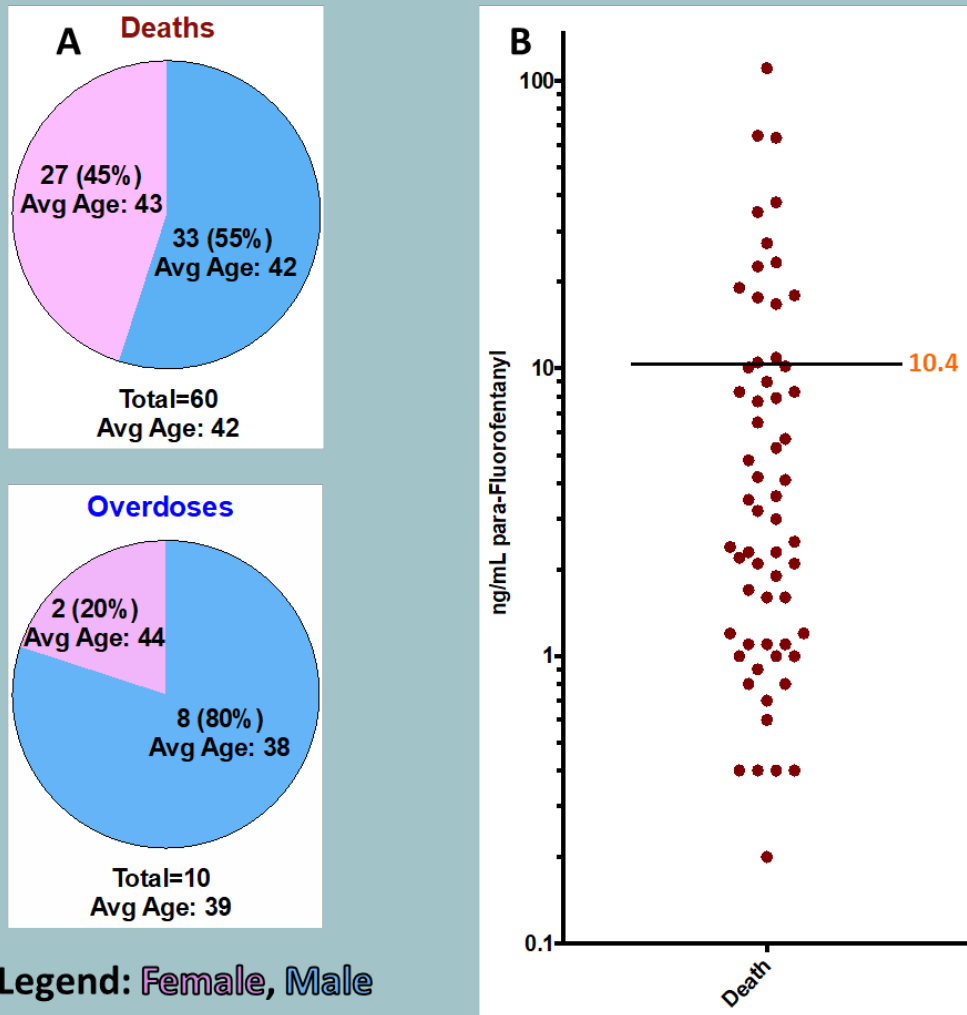 A
Deaths
27 (45%)
Avg Age: 43
33 (55%)
Avg Age: 42
Total=60
Avg Age: 42
Overdoses
2 (20%)
Avg Age: 44
8 (80%)
Avg Age: 38
Total=10
Avg Age: 39
Legend: Female, Male
B
ng/mL para-Fluorofentanyl
100
10
1
0.1
10.4
Death